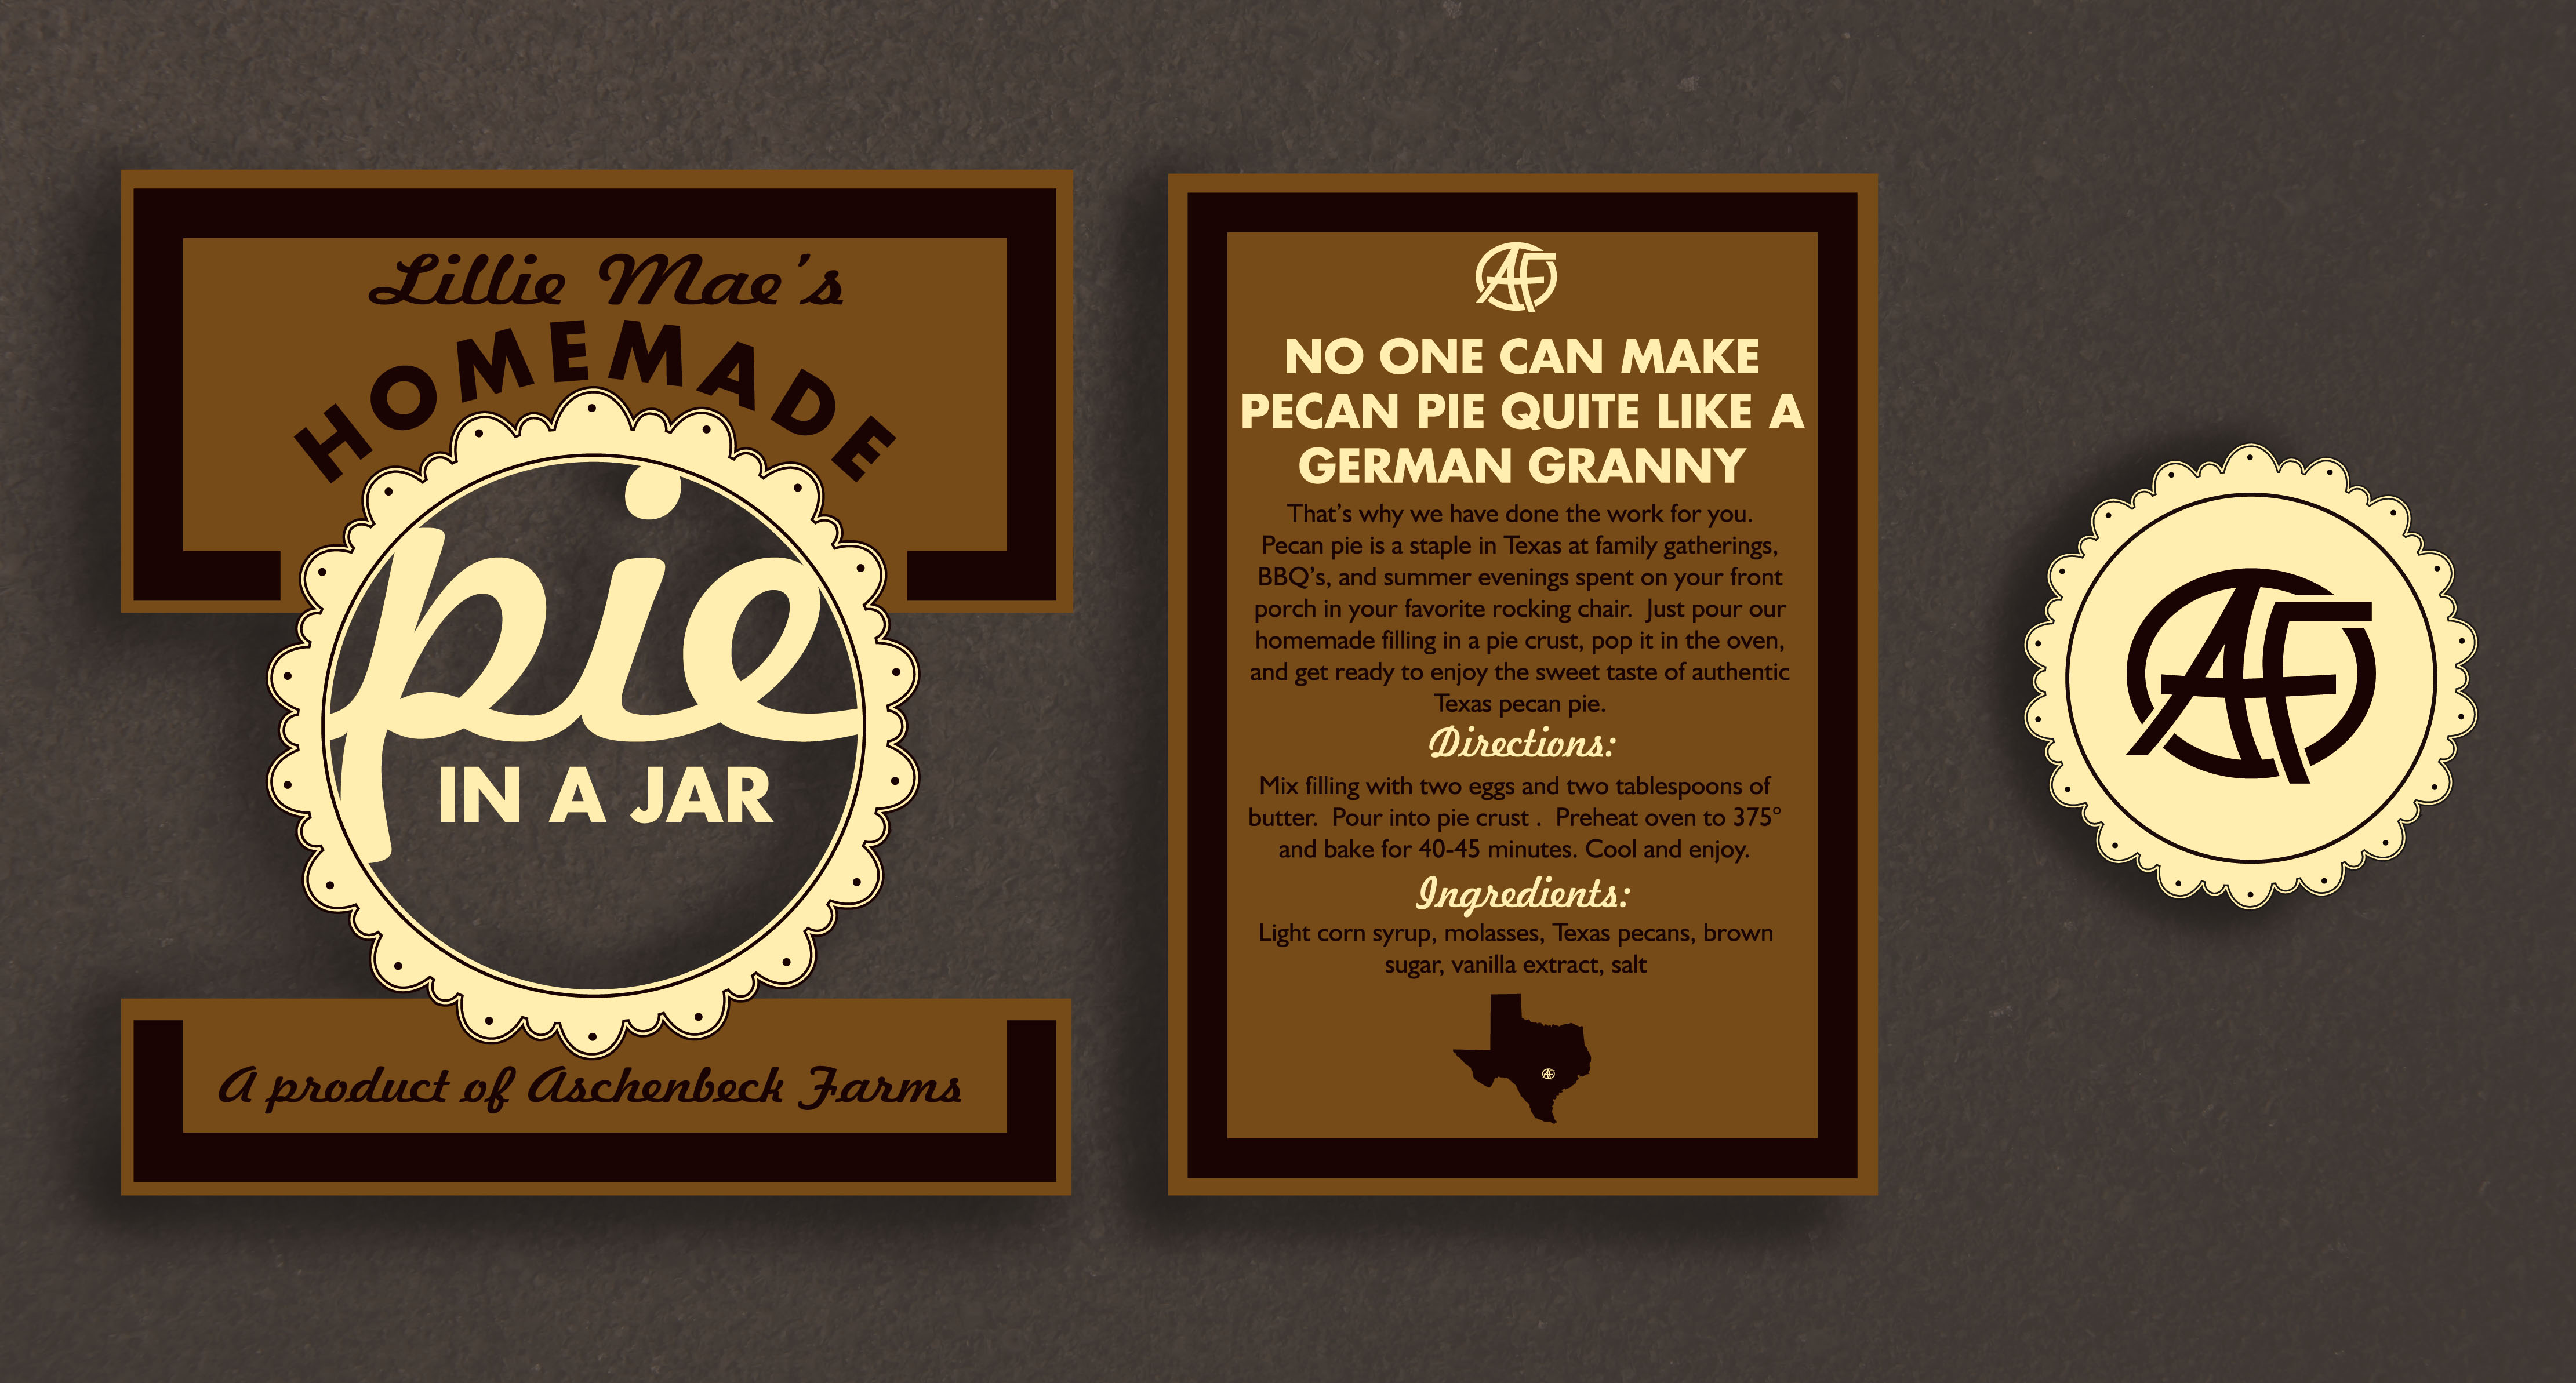 Lillie Mae's
HOMEMADE
pie
IN A JAR
A product of Aschenbeck Farms
AF
NO ONE CAN MAKE
PECAN PIE QUITE LIKE A
GERMAN GRANNY
That's why we have done the work for you.
Pecan pie is a staple in Texas at family gatherings,
BBQ's, and summer evenings spent on your front
porch in your favorite rocking chair.  Just pour our
homemade filling in a pie crust, pop it in the oven,
and get ready to enjoy the sweet taste of authentic
Texas pecan pie.
Directions:
Mix filling with two eggs and two tablespoons of
butter.  Pour into pie crust .  Preheat oven to 375°
and bake for 40-45 minutes. Cool and enjoy.
Ingredients:
Light corn syrup, molasses, Texas pecans, brown
sugar, vanilla extract, salt
AF
AF